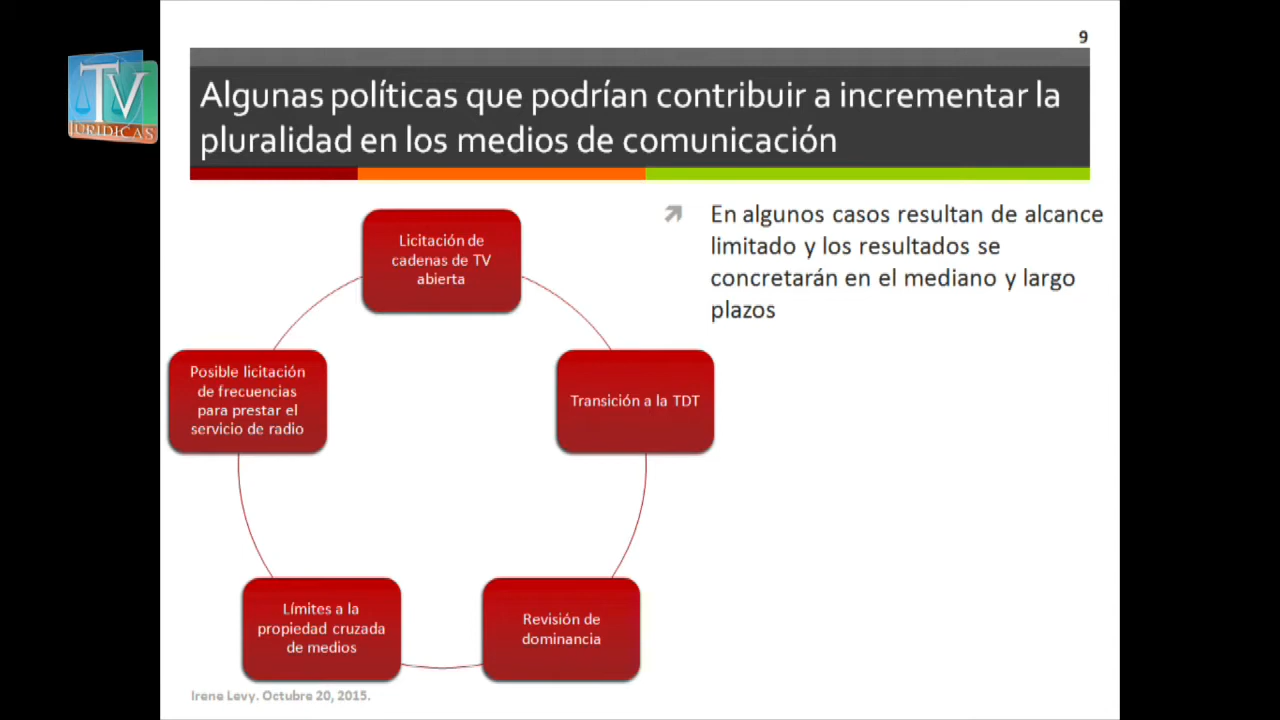 9
TV
JURIDICAS
Algunas políticas que podrían contribuir a incrementar la
pluralidad en los medios de comunicación
Licitación de
cadenas de TV
abierta
Transición a la TDT
Revisión de
dominancia
Límites a la
propiedad cruzada
de medios
Posible licitación
de frecuencias
para prestar el
servicio de radio
En algunos casos resultan de alcance
limitado y los resultados se
concretarán en el mediano y largo
plazos
Irene Levy. Octubre 20, 2015.